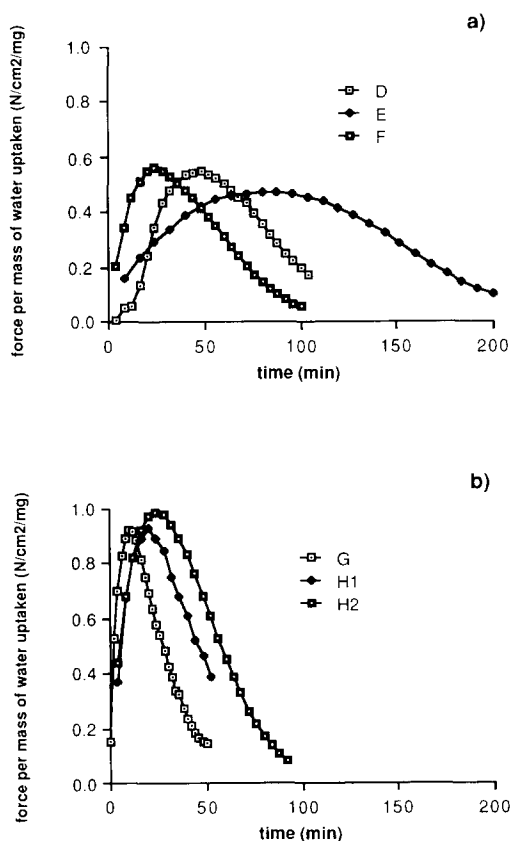 a)
force per mass of water uptaken (N/cm2/mg)
1.0
0.8
0.6
0.4
0.2
0.0
D
E
F
0
50
100
150
200
time (min)
b)
force per mass of water uptaken (N/cm2/mg)
1.0
0.8
0.6
0.4
0.2
0.0
G
H1
H2
0
50
100
150
200
time (min)